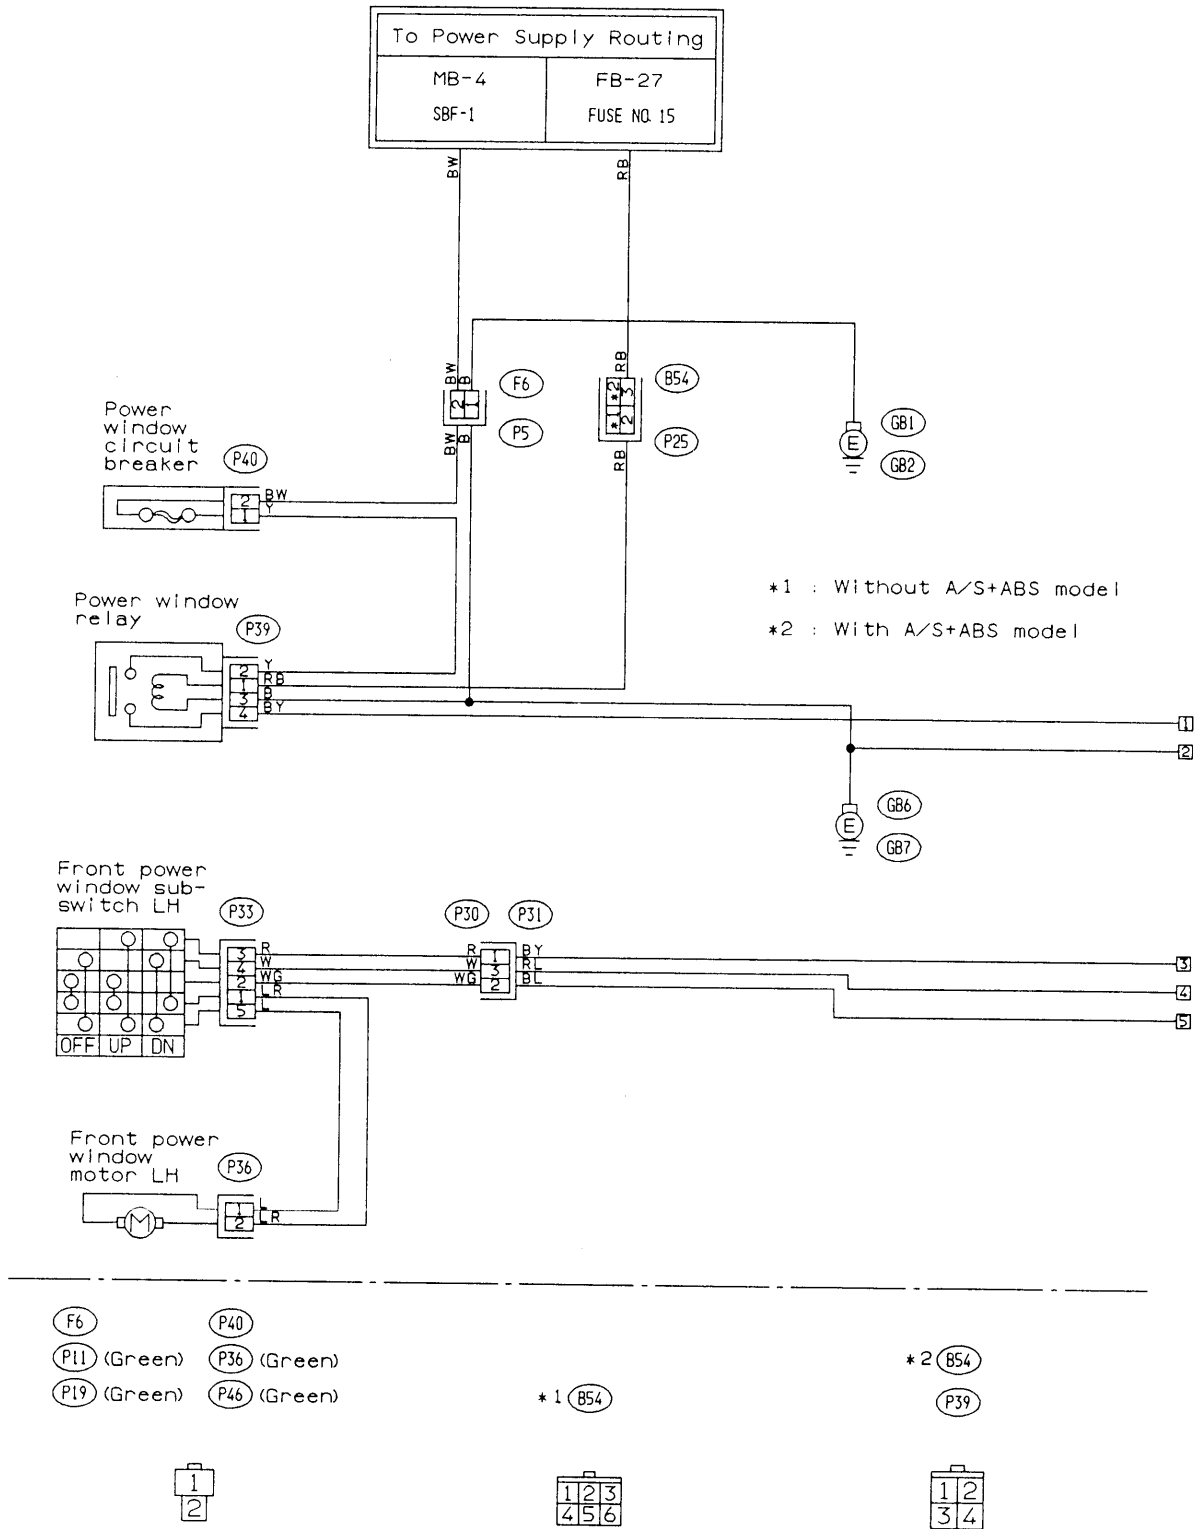 To Power Supply Routing
MB-4
FB-27
SBF-1
FUSE NO. 15
BW
RB
BW
B
RB
F6
B54
2
1
*2
3
*1
2
P5
P25
BW
B
RB
GB1
E
GB2
Power
window
circuit
breaker
P40
2
BW
1
Y
*1 : Without A/S+ABS model
*2 : With A/S+ABS model
Power window
relay
P39
2
Y
1
RB
3
B
4
BY
1
2
GB6
E
GB7
Front power
window sub-
switch LH
P33
P30
P31
3
R
R
1
BY
3
4
W
W
3
RL
4
2
WG
WG
2
BL
5
1
LR
5
L
OFF
UP
DN
Front power
window
motor LH
P36
M
1
L
2
LR
F6
P40
P11 (Green)
P36 (Green)
*2 B54
P19 (Green)
P46 (Green)
*1 B54
P39
1
2
1 2 3
4 5 6
1 2
3 4